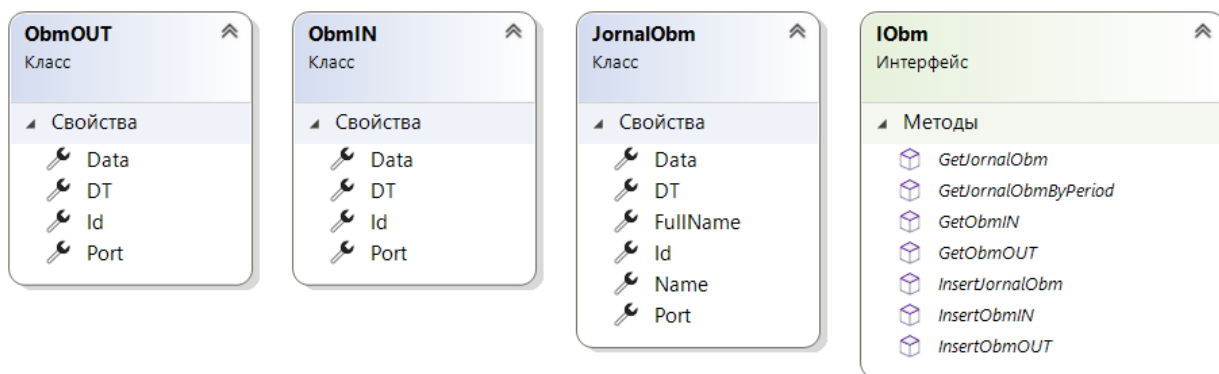 ObmOUT
Класс
Свойства
Data
DT
Id
Port
ObmIN
Класс
Свойства
Data
DT
Id
Port
JornalObm
Класс
Свойства
Data
DT
FullName
Id
Name
Port
IObm
Интерфейс
Методы
GetJornalObm
GetJornalObmByPeriod
GetObmIN
GetObmOUT
InsertJornalObm
InsertObmIN
InsertObmOUT